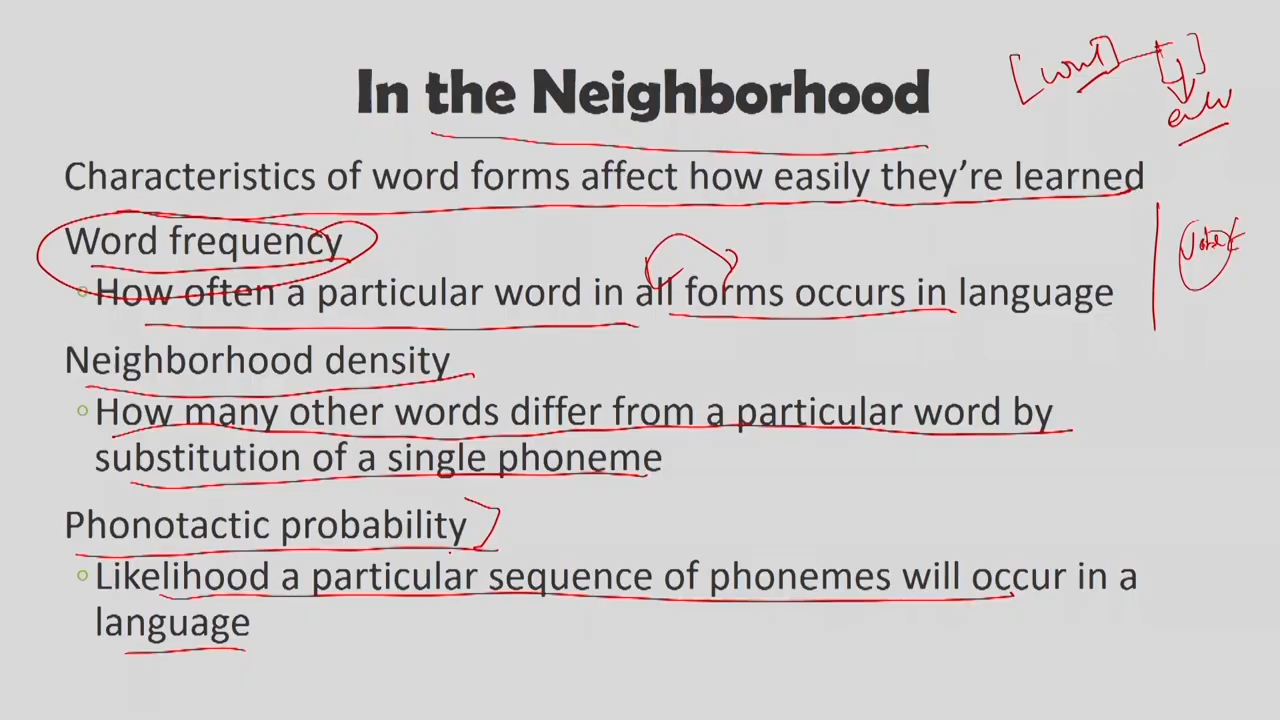 In the Neighborhood
Characteristics of word forms affect how easily they're learned
Word frequency
How often a particular word in all forms occurs in language
Neighborhood density
How many other words differ from a particular word by
substitution of a single phoneme
Phonotactic probability
Likelihood a particular sequence of phonemes will occur in a
language